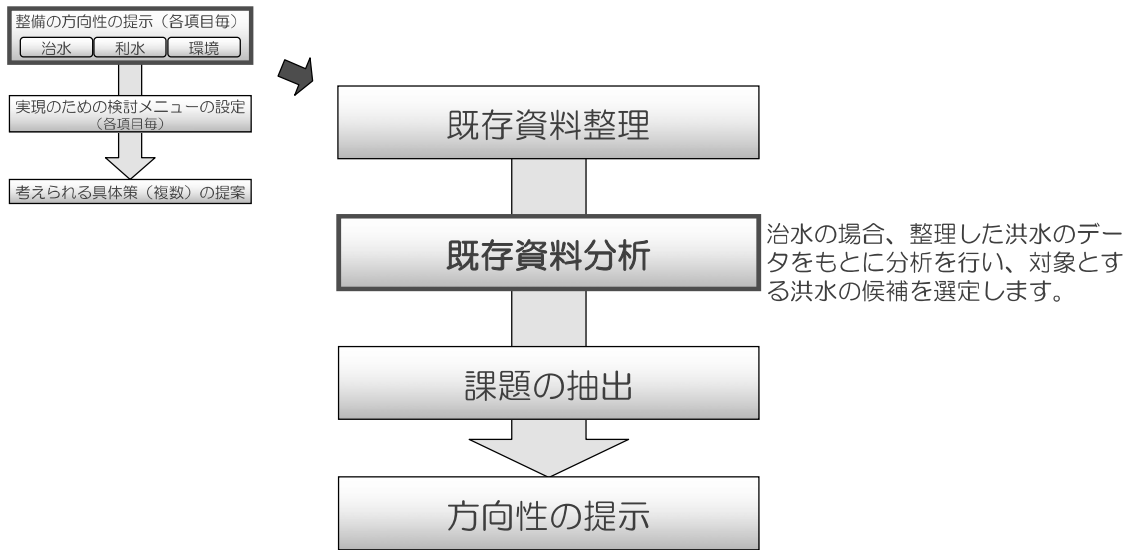 整備の方向性の提示（各項目毎）
治水 利水 環境
実現のための検討メニューの設定
（各項目毎）
考えられる具体策（複数）の提案
既存資料整理
既存資料分析
治水の場合、整理した洪水のデー
タをもとに分析を行い、対象とす
る洪水の候補を選定します。
課題の抽出
方向性の提示